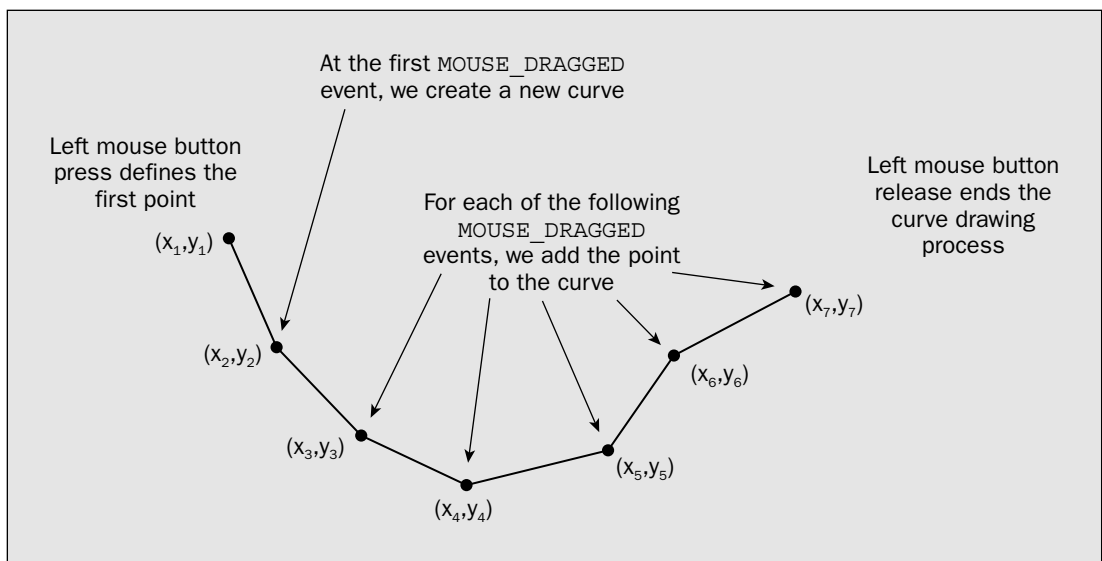 At the first MOUSE_DRAGGED
event, we create a new curve
Left mouse button
press defines the
first point
Left mouse button
release ends the
curve drawing
process
For each of the following
MOUSE_DRAGGED
events, we add the point
to the curve
(x₁,y₁)
(x₂,y₂)
(x₃,y₃)
(x₄,y₄)
(x₅,y₅)
(x₆,y₆)
(x₇,y₇)